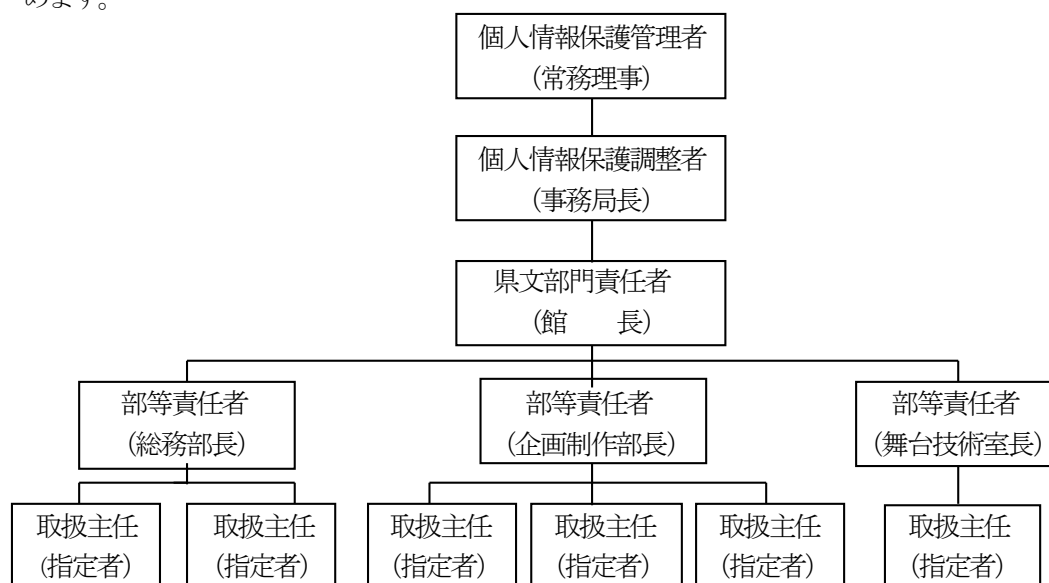 めます。
個人情報保護管理者
（常務理事）
個人情報保護調整者
（事務局長）
県文部門責任者
（館　　長）
部等責任者
（総務部長）
部等責任者
（企画制作部長）
部等責任者
（舞台技術室長）
取扱主任
（指定者）
取扱主任
（指定者）
取扱主任
（指定者）
取扱主任
（指定者）
取扱主任
（指定者）
取扱主任
（指定者）